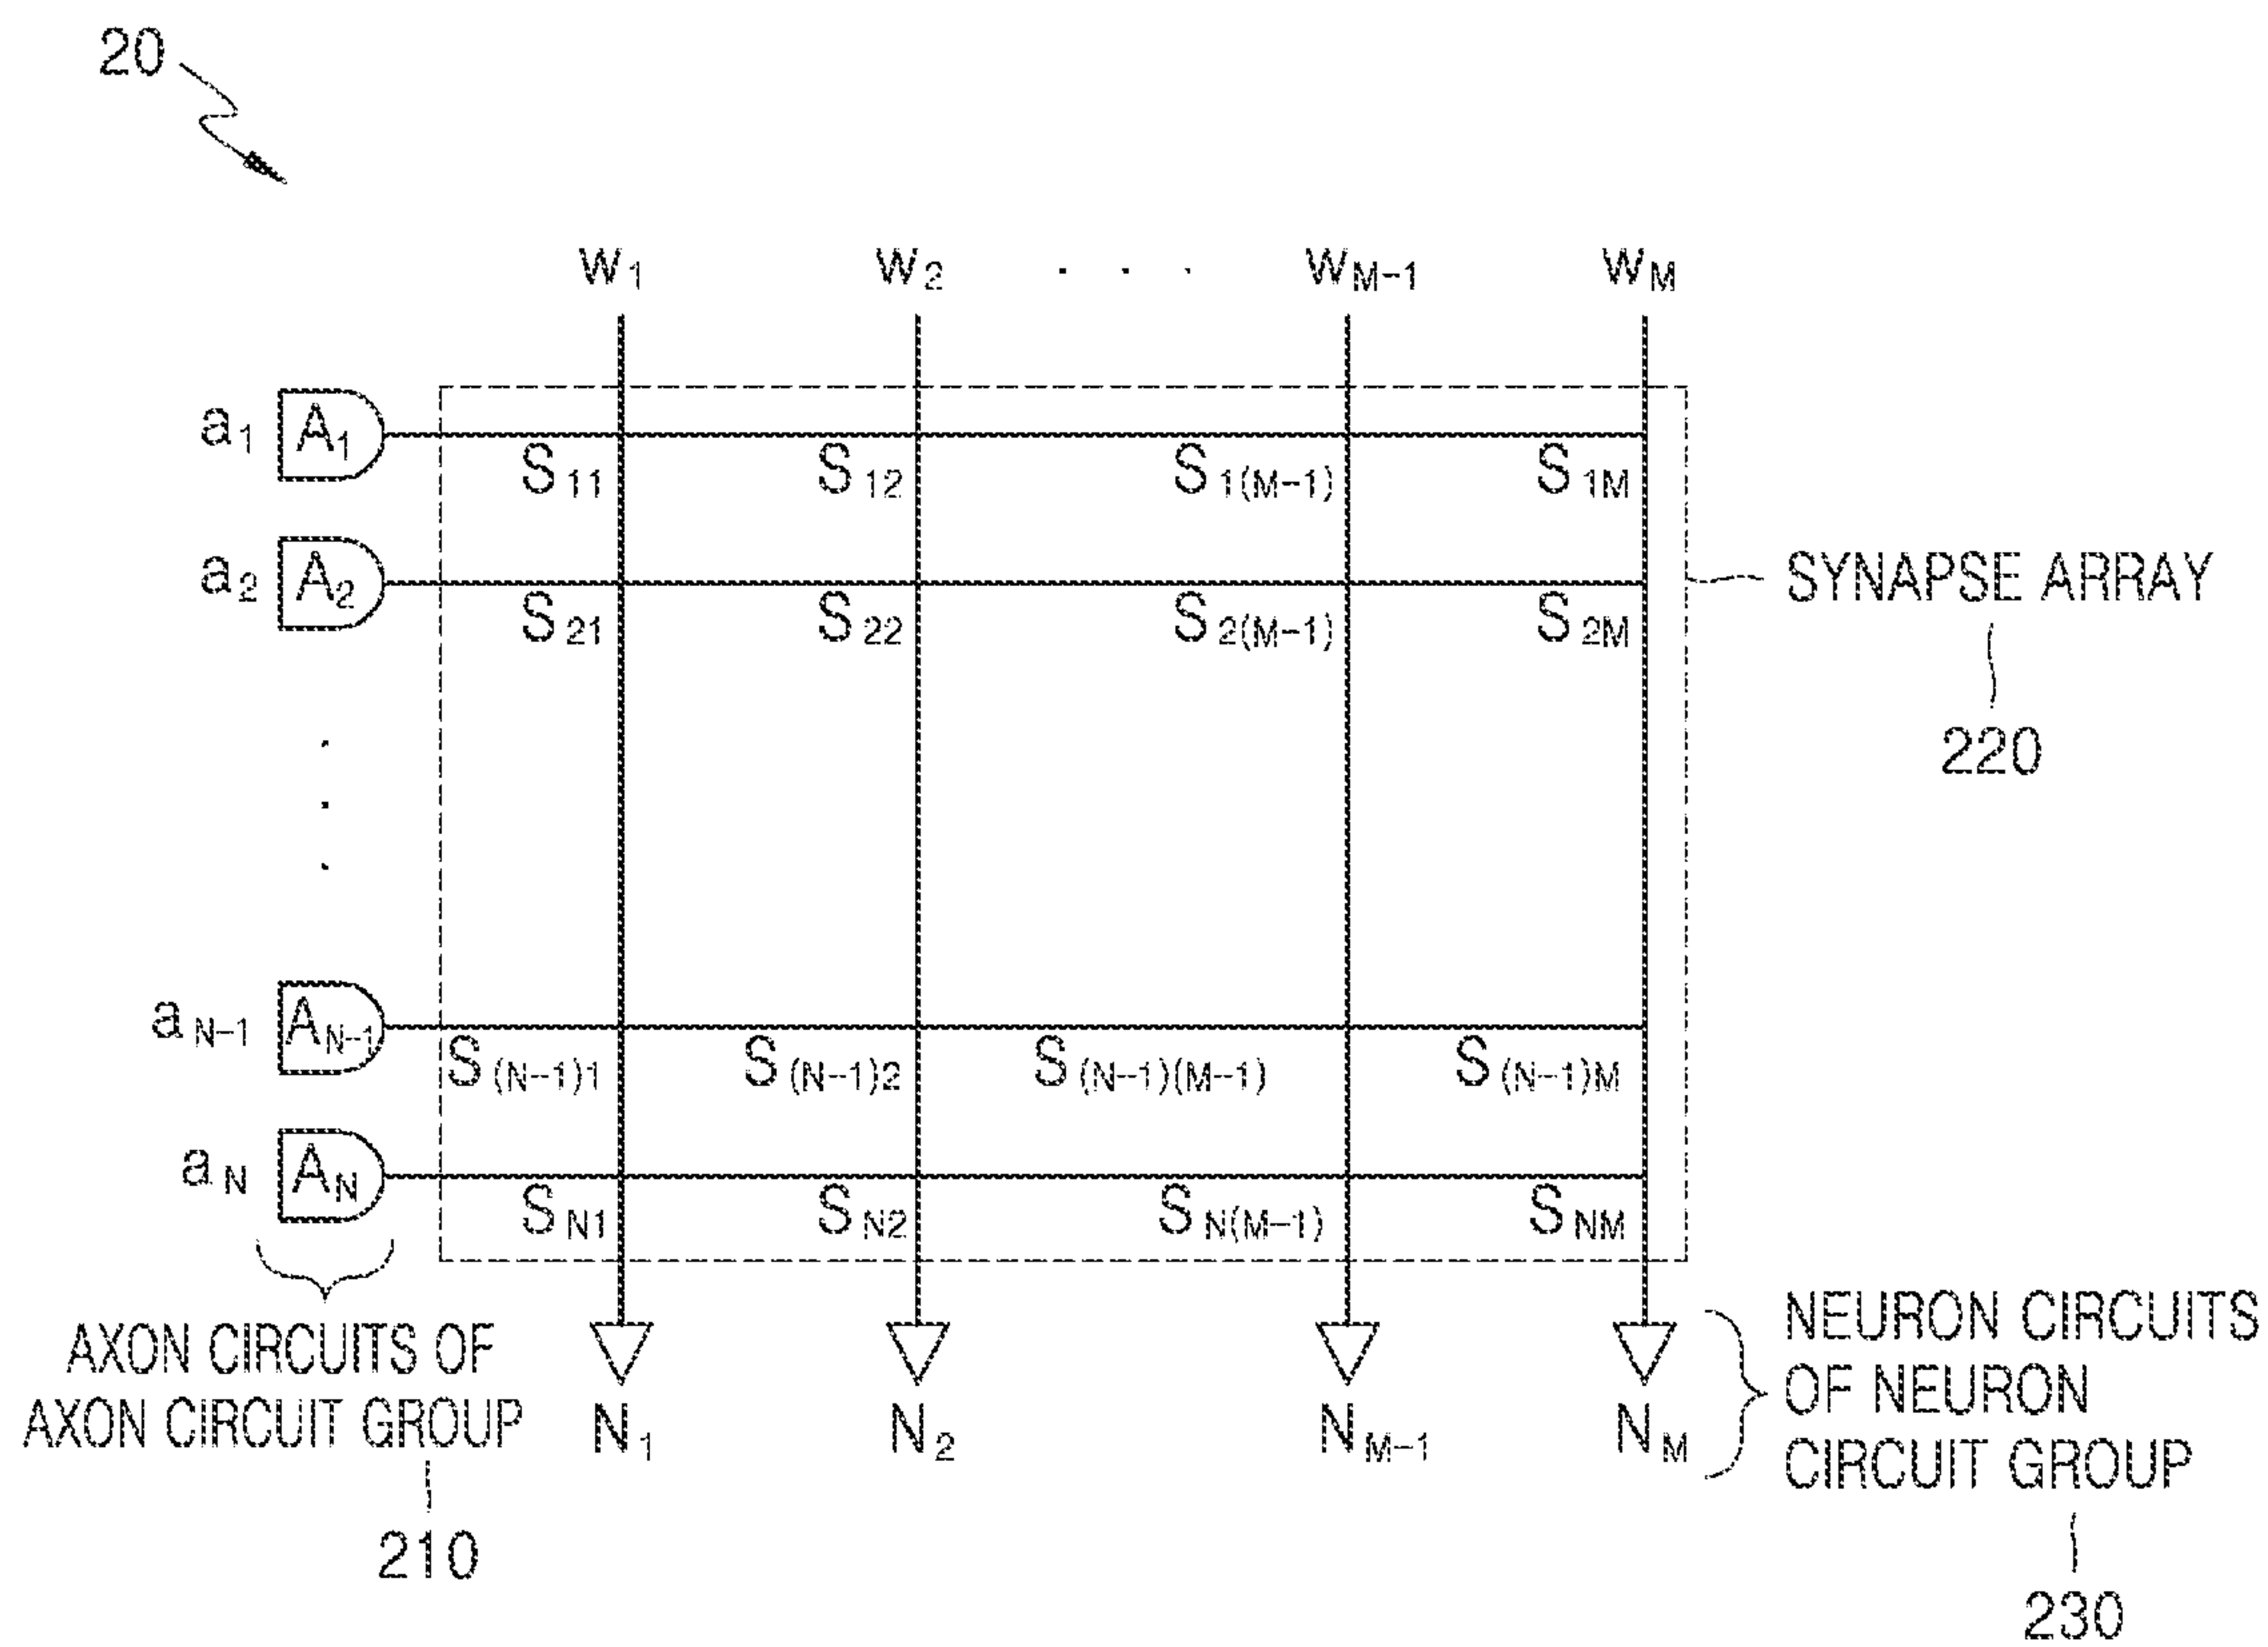 20
w1 w2 . . . wM-1 wM
a1 A1
S11 S12 S1(M-1) S1M
a2 A2
S21 S22 S2(M-1) S2M
SYNAPSE ARRAY
220
aN-1 AN-1
S(N-1)1 S(N-1)2 S(N-1)(M-1) S(N-1)M
aN AN
SN1 SN2 SN(M-1) SNM
AXON CIRCUITS OF
AXON CIRCUIT GROUP
210
N1 N2 NM-1 NM
NEURON CIRCUITS
OF NEURON
CIRCUIT GROUP
230